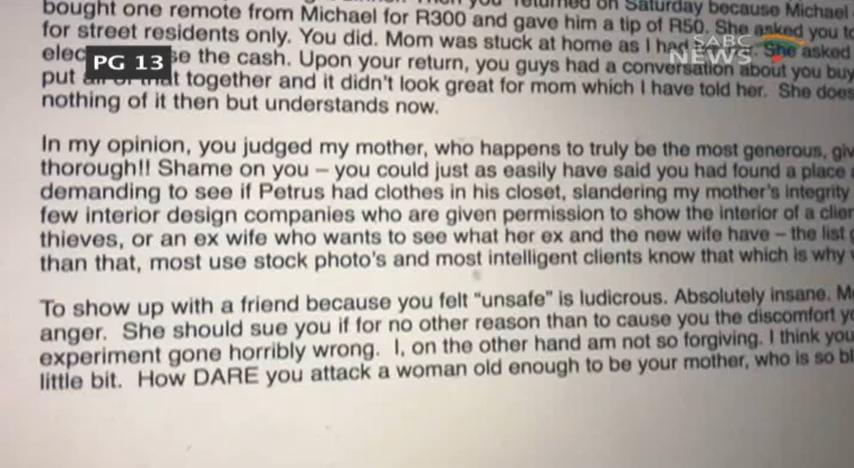 bought one remote from Michael for R300 and gave him a tip of R50. She asked you to
for street residents only. You did. Mom was stuck at home as I had She asked
SABC
NEWS
elec se the cash. Upon your return, you guys had a conversation about you buy
PG 13
put all of that together and it didn't look great for mom which I have told her. She does
nothing of it then but understands now.
In my opinion, you judged my mother, who happens to truly be the most generous, giv
thorough!! Shame on you – you could just as easily have said you had found a place a
demanding to see if Petrus had clothes in his closet, slandering my mother's integrity
few interior design companies who are given permission to show the interior of a clien
thieves, or an ex wife who wants to see what her ex and the new wife have – the list g
than that, most use stock photo's and most intelligent clients know that which is why
To show up with a friend because you felt "unsafe" is ludicrous. Absolutely insane. M
anger. She should sue you if for no other reason than to cause you the discomfort y
experiment gone horribly wrong. I, on the other hand am not so forgiving. I think you
little bit. How DARE you attack a woman old enough to be your mother, who is so bl